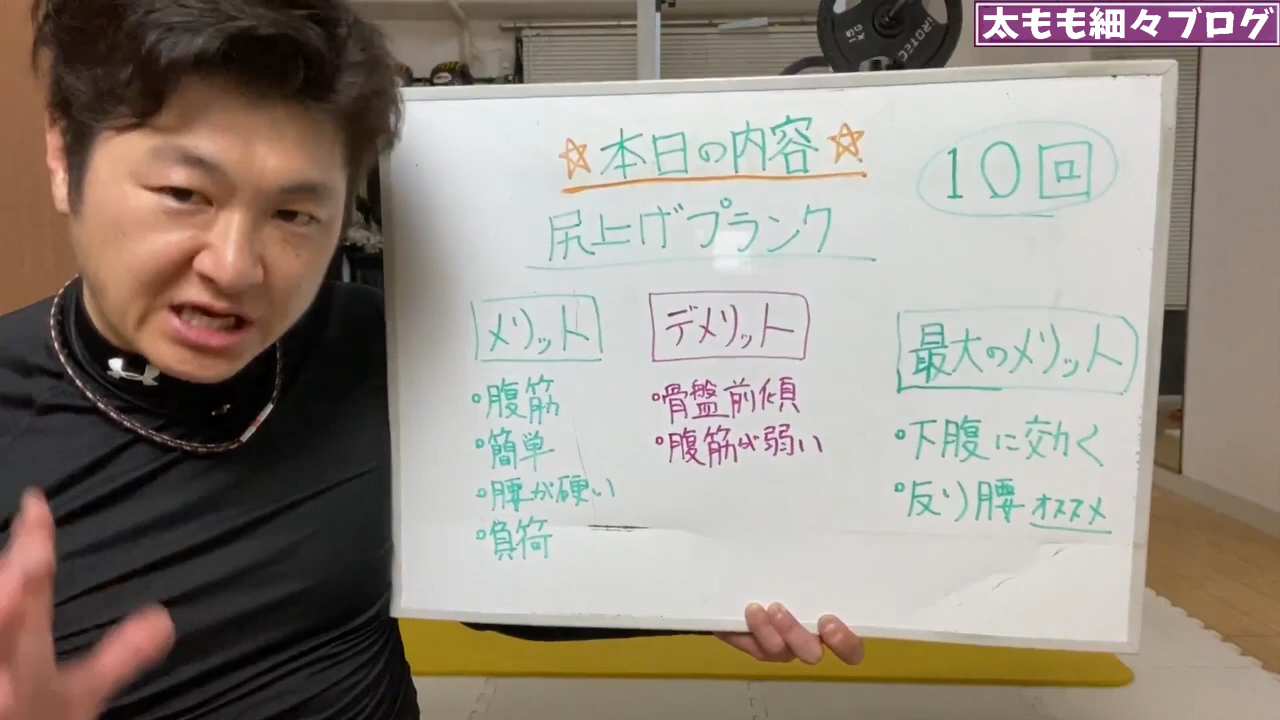 太もも細々ブログ
IROTEC
KG
☆本日の内容☆
10回
尻上げプランク
メリット
・腹筋
・簡単
・腰が硬い
・負荷
デメリット
・骨盤前傾
・腹筋が弱い
最大のメリット
・下腹に効く
・反り腰 オススメ